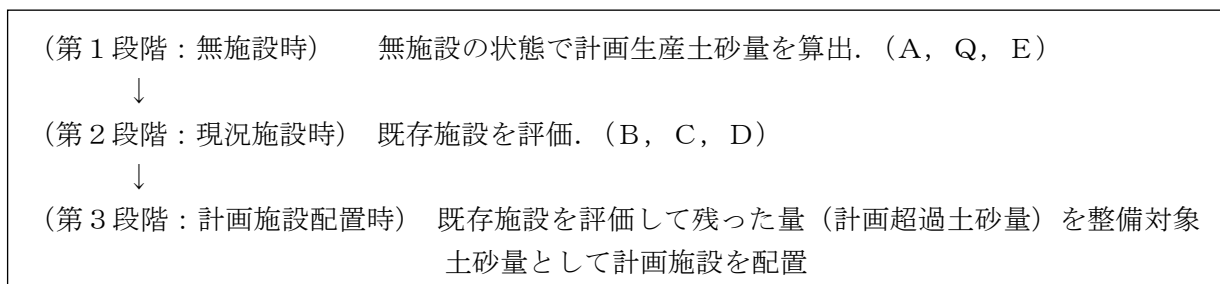 （第１段階：無施設時）　　無施設の状態で計画生産土砂量を算出．（Ａ，Ｑ，Ｅ）
↓
（第２段階：現況施設時）　既存施設を評価．（Ｂ，Ｃ，Ｄ）
↓
（第３段階：計画施設配置時）　既存施設を評価して残った量（計画超過土砂量）を整備対象
土砂量として計画施設を配置